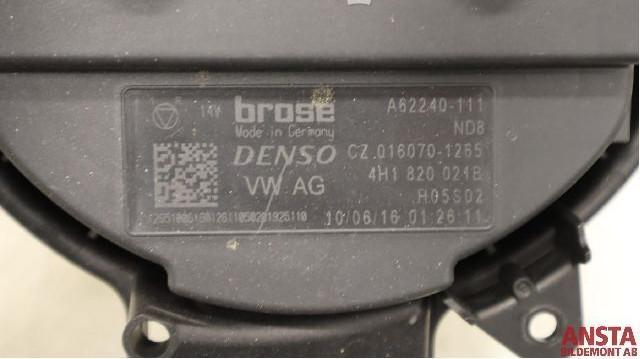 14V brose A62240-111
Made in Germany ND8
DENSO CZ 016070-1265
VW AG 4H1 820 021B
H05S02
10/06/16 01:26:11
ANSTA
BILDEMONT AB